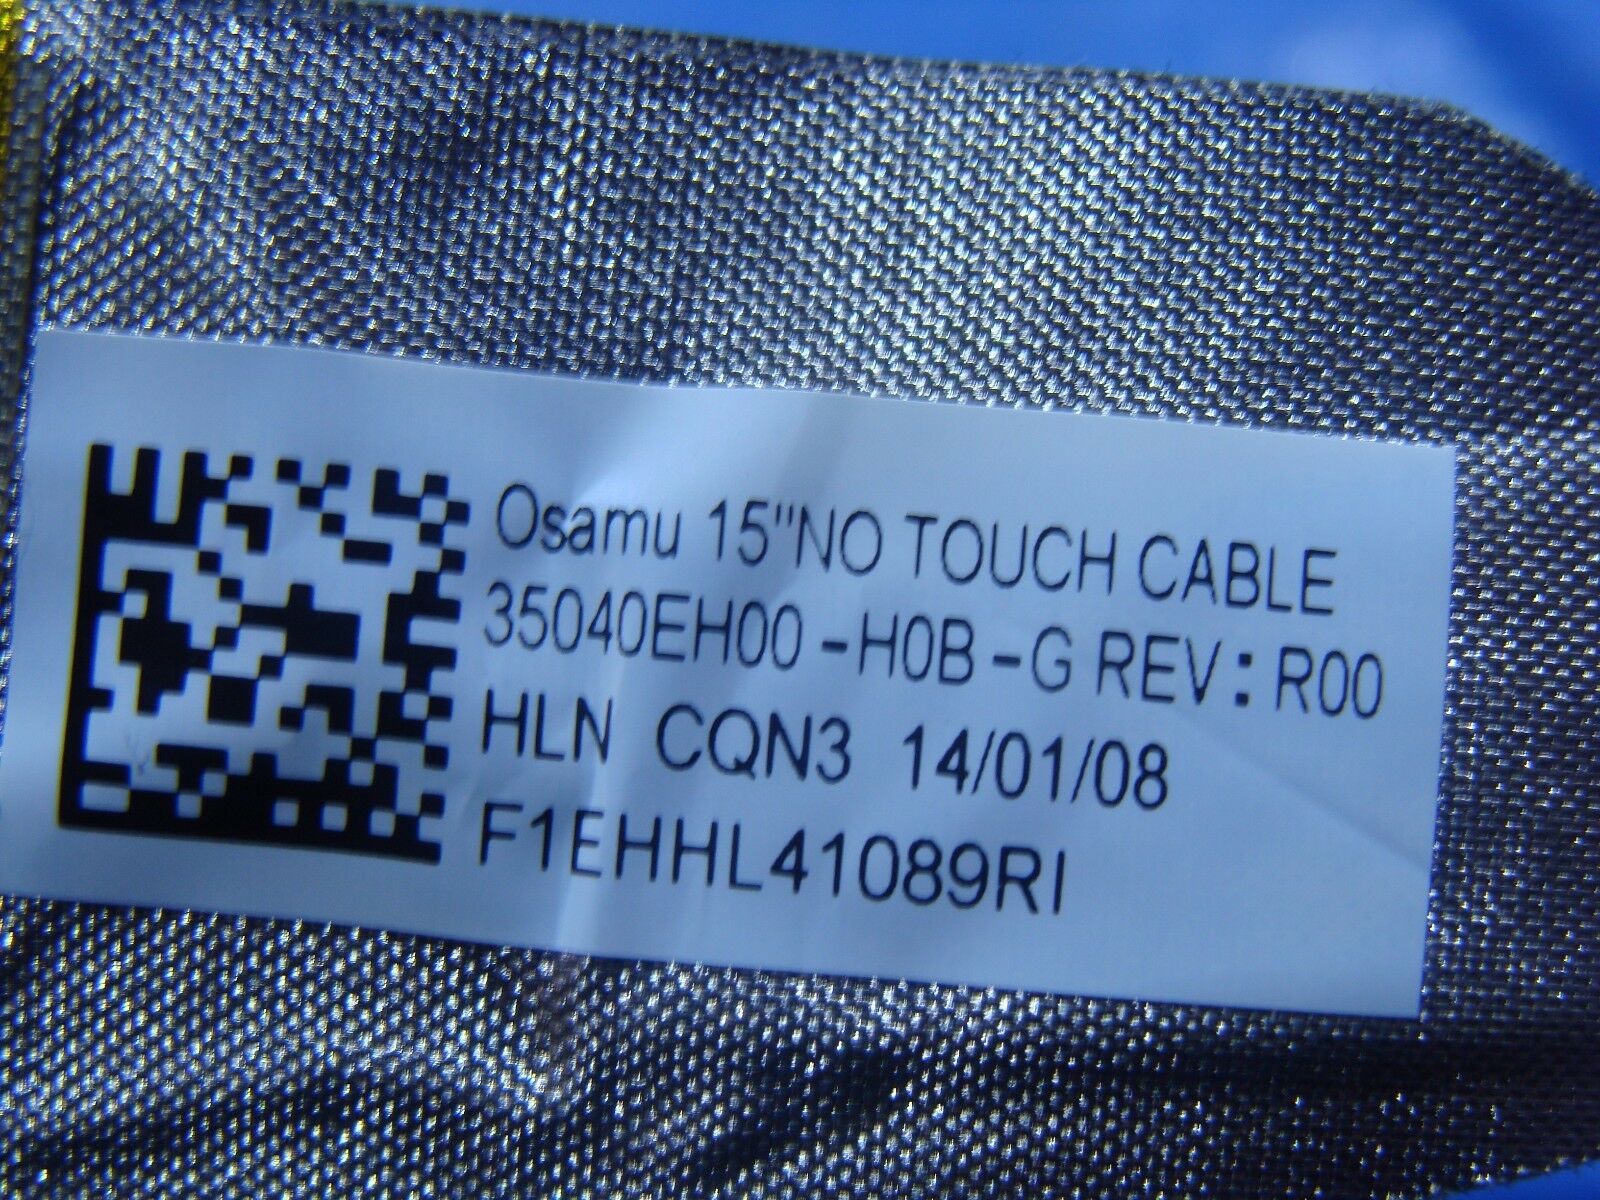 Osamu 15"NO TOUCH CABLE
35040EH00-H0B-G REV: R00
HLN CQN3 14/01/08
F1EHHL41089RI